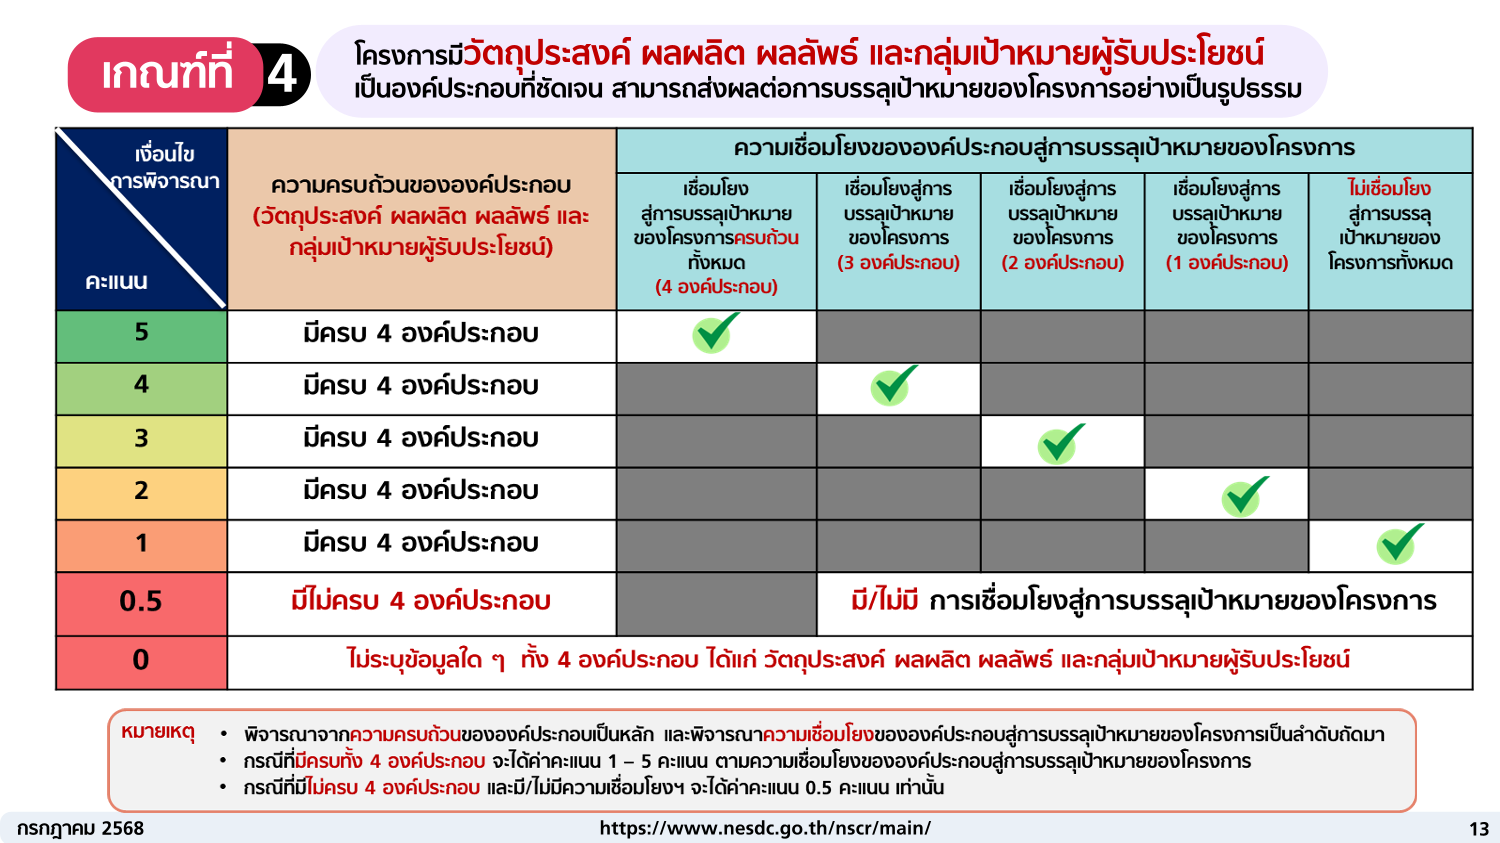 เกณฑ์ที่ 4
โครงการมีวัตถุประสงค์ ผลผลิต ผลลัพธ์ และกลุ่มเป้าหมายผู้รับประโยชน์
เป็นองค์ประกอบที่ชัดเจน สามารถส่งผลต่อการบรรลุเป้าหมายของโครงการอย่างเป็นรูปธรรม
เงื่อนไข
การพิจารณา
คะแนน
ความครบถ้วนขององค์ประกอบ
(วัตถุประสงค์ ผลผลิต ผลลัพธ์ และ
กลุ่มเป้าหมายผู้รับประโยชน์)
ความเชื่อมโยงขององค์ประกอบสู่การบรรลุเป้าหมายของโครงการ
เชื่อมโยง
สู่การบรรลุเป้าหมาย
ของโครงการครบถ้วน
ทั้งหมด
(4 องค์ประกอบ)
เชื่อมโยงสู่การ
บรรลุเป้าหมาย
ของโครงการ
(3 องค์ประกอบ)
เชื่อมโยงสู่การ
บรรลุเป้าหมาย
ของโครงการ
(2 องค์ประกอบ)
เชื่อมโยงสู่การ
บรรลุเป้าหมาย
ของโครงการ
(1 องค์ประกอบ)
ไม่เชื่อมโยง
สู่การบรรลุ
เป้าหมายของ
โครงการทั้งหมด
5 มีครบ 4 องค์ประกอบ
4 มีครบ 4 องค์ประกอบ
3 มีครบ 4 องค์ประกอบ
2 มีครบ 4 องค์ประกอบ
1 มีครบ 4 องค์ประกอบ
0.5 มีไม่ครบ 4 องค์ประกอบ มี/ไม่มี การเชื่อมโยงสู่การบรรลุเป้าหมายของโครงการ
0 ไม่ระบุข้อมูลใด ๆ ทั้ง 4 องค์ประกอบ ได้แก่ วัตถุประสงค์ ผลผลิต ผลลัพธ์ และกลุ่มเป้าหมายผู้รับประโยชน์
หมายเหตุ • พิจารณาจากความครบถ้วนขององค์ประกอบเป็นหลัก และพิจารณาความเชื่อมโยงขององค์ประกอบสู่การบรรลุเป้าหมายของโครงการเป็นลำดับถัดมา
• กรณีที่มีครบทั้ง 4 องค์ประกอบ จะได้ค่าคะแนน 1 – 5 คะแนน ตามความเชื่อมโยงขององค์ประกอบสู่การบรรลุเป้าหมายของโครงการ
• กรณีที่มีไม่ครบ 4 องค์ประกอบ และมี/ไม่มีความเชื่อมโยงฯ จะได้ค่าคะแนน 0.5 คะแนน เท่านั้น
กรกฎาคม 2568 https://www.nesdc.go.th/nscr/main/ 13